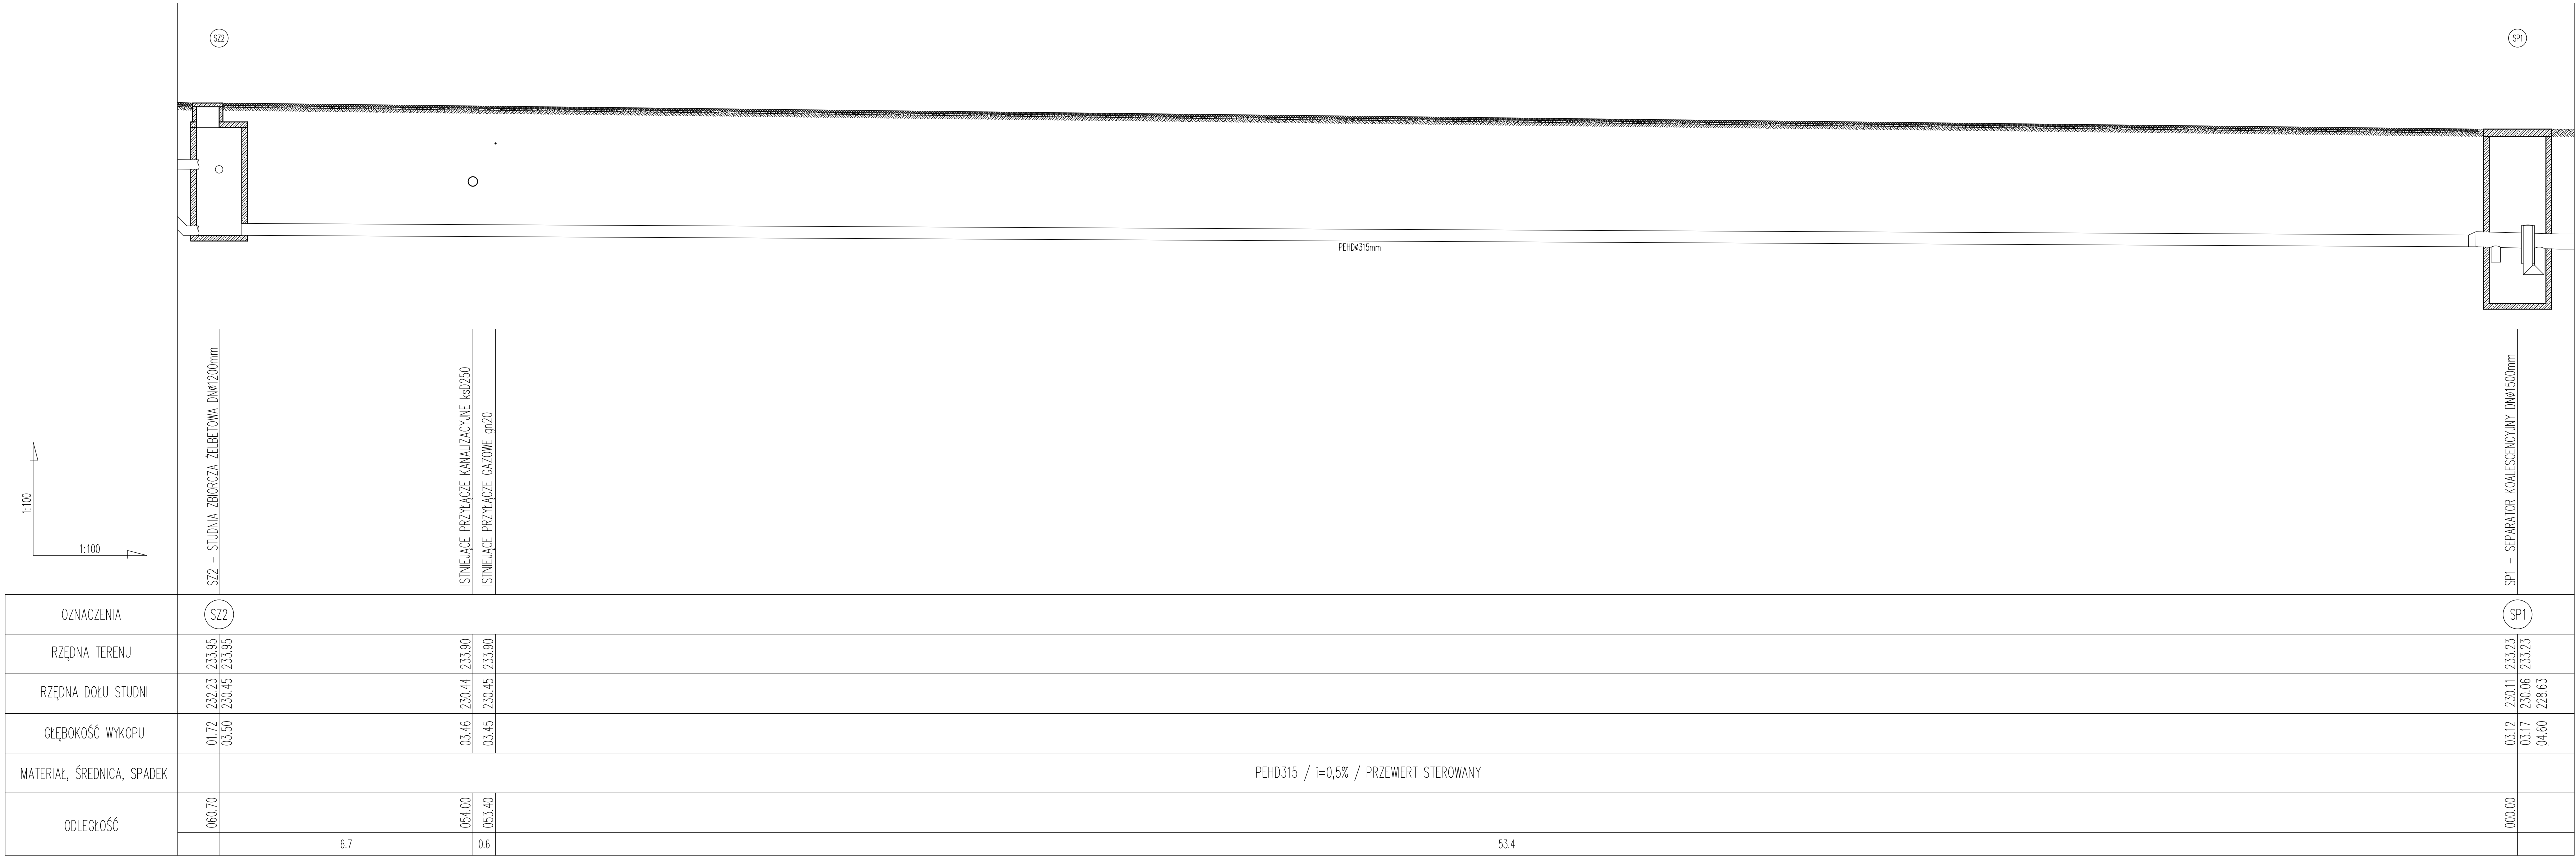 SZ2
SP1
PEHDø315mm
1:100
1:100
SZ2 - STUDNIA ZBIORCZA ŻELBETOWA DNø1200mm
ISTNIEJĄCE PRZYŁĄCZE KANALIZACYJNE ksD250
ISTNIEJĄCE PRZYŁĄCZE GAZOWE gn20
SP1 - SEPARATOR KOALESCENCYJNY DNø1500mm
OZNACZENIA
SZ2
SP1
RZĘDNA TERENU
233.95
233.95
233.90
233.90
233.23
233.23
RZĘDNA DOŁU STUDNI
232.23
230.45
230.44
230.45
230.11
230.06
228.63
GŁĘBOKOŚĆ WYKOPU
01.72
03.50
03.46
03.45
03.12
03.17
04.60
MATERIAŁ, ŚREDNICA, SPADEK
PEHD315 / i=0,5% / PRZEWIERT STEROWANY
ODLEGŁOŚĆ
060.70
054.00
053.40
000.00
6.7
0.6
53.4